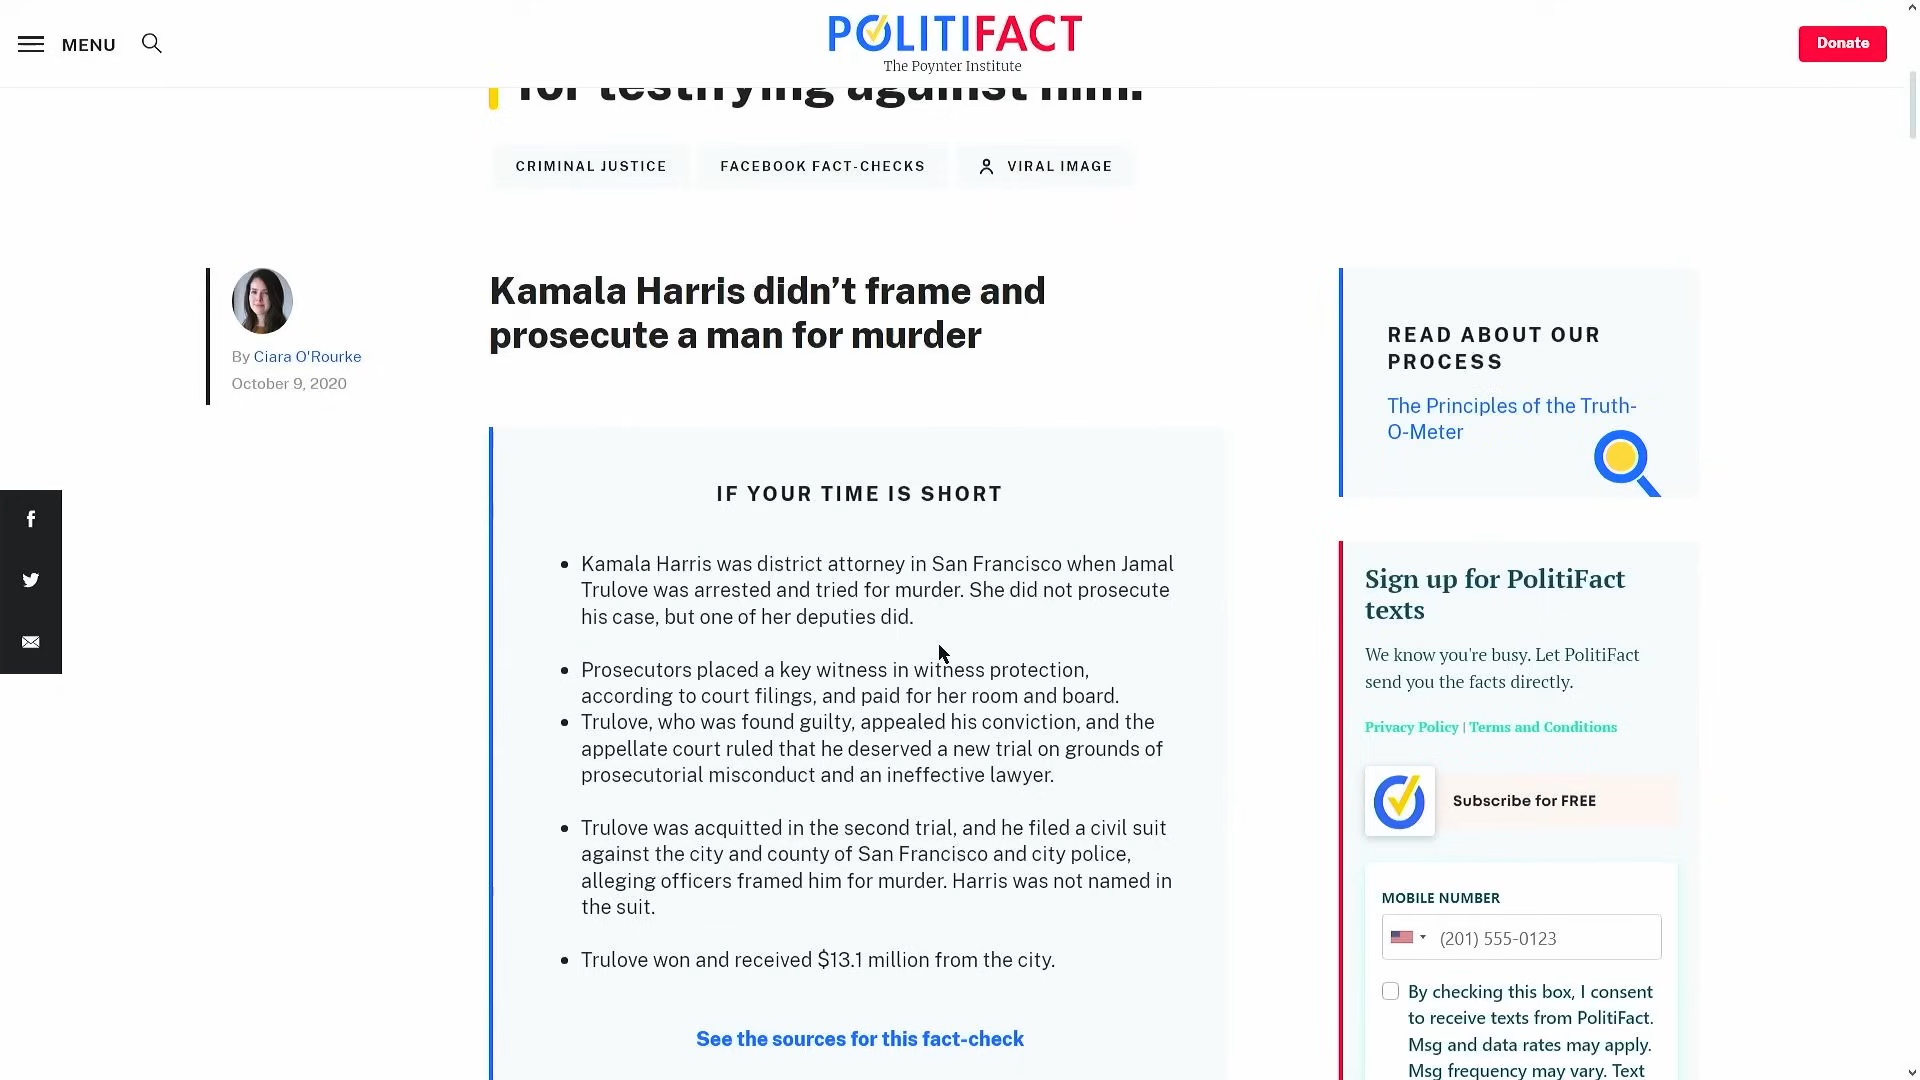 MENU
POLITIFACT
The Poynter Institute
Donate
for testifying against him."
CRIMINAL JUSTICE
FACEBOOK FACT-CHECKS
VIRAL IMAGE
By Ciara O'Rourke
October 9, 2020
Kamala Harris didn’t frame and
prosecute a man for murder
IF YOUR TIME IS SHORT
• Kamala Harris was district attorney in San Francisco when Jamal
Trulove was arrested and tried for murder. She did not prosecute
his case, but one of her deputies did.
• Prosecutors placed a key witness in witness protection,
according to court filings, and paid for her room and board.
• Trulove, who was found guilty, appealed his conviction, and the
appellate court ruled that he deserved a new trial on grounds of
prosecutorial misconduct and an ineffective lawyer.
• Trulove was acquitted in the second trial, and he filed a civil suit
against the city and county of San Francisco and city police,
alleging officers framed him for murder. Harris was not named in
the suit.
• Trulove won and received $13.1 million from the city.
See the sources for this fact-check
READ ABOUT OUR
PROCESS
The Principles of the Truth-
O-Meter
Sign up for PolitiFact
texts
We know you're busy. Let PolitiFact
send you the facts directly.
Privacy Policy | Terms and Conditions
Subscribe for FREE
MOBILE NUMBER
(201) 555-0123
By checking this box, I consent
to receive texts from PolitiFact.
Msg and data rates may apply.
Msg frequency may vary. Text